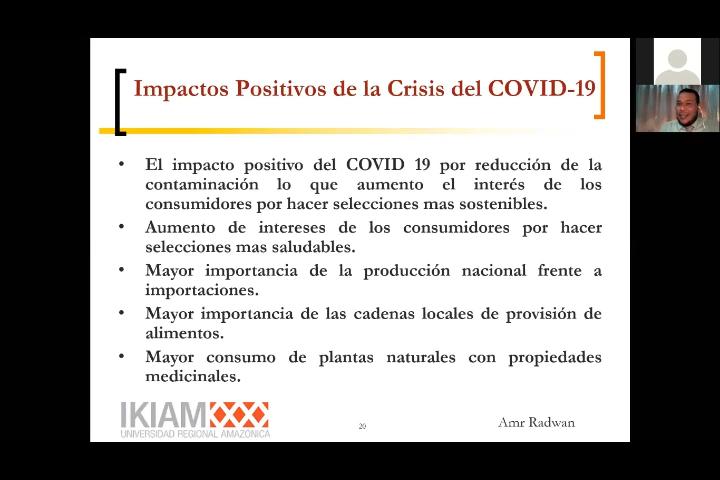 Impactos Positivos de la Crisis del COVID-19
• El impacto positivo del COVID 19 por reducción de la
contaminación lo que aumento el interés de los
consumidores por hacer selecciones mas sostenibles.
• Aumento de intereses de los consumidores por hacer
selecciones mas saludables.
• Mayor importancia de la producción nacional frente a
importaciones.
• Mayor importancia de las cadenas locales de provisión de
alimentos.
• Mayor consumo de plantas naturales con propiedades
medicinales.
IKIAM
UNIVERSIDAD REGIONAL AMAZÓNICA
20
Amr Radwan